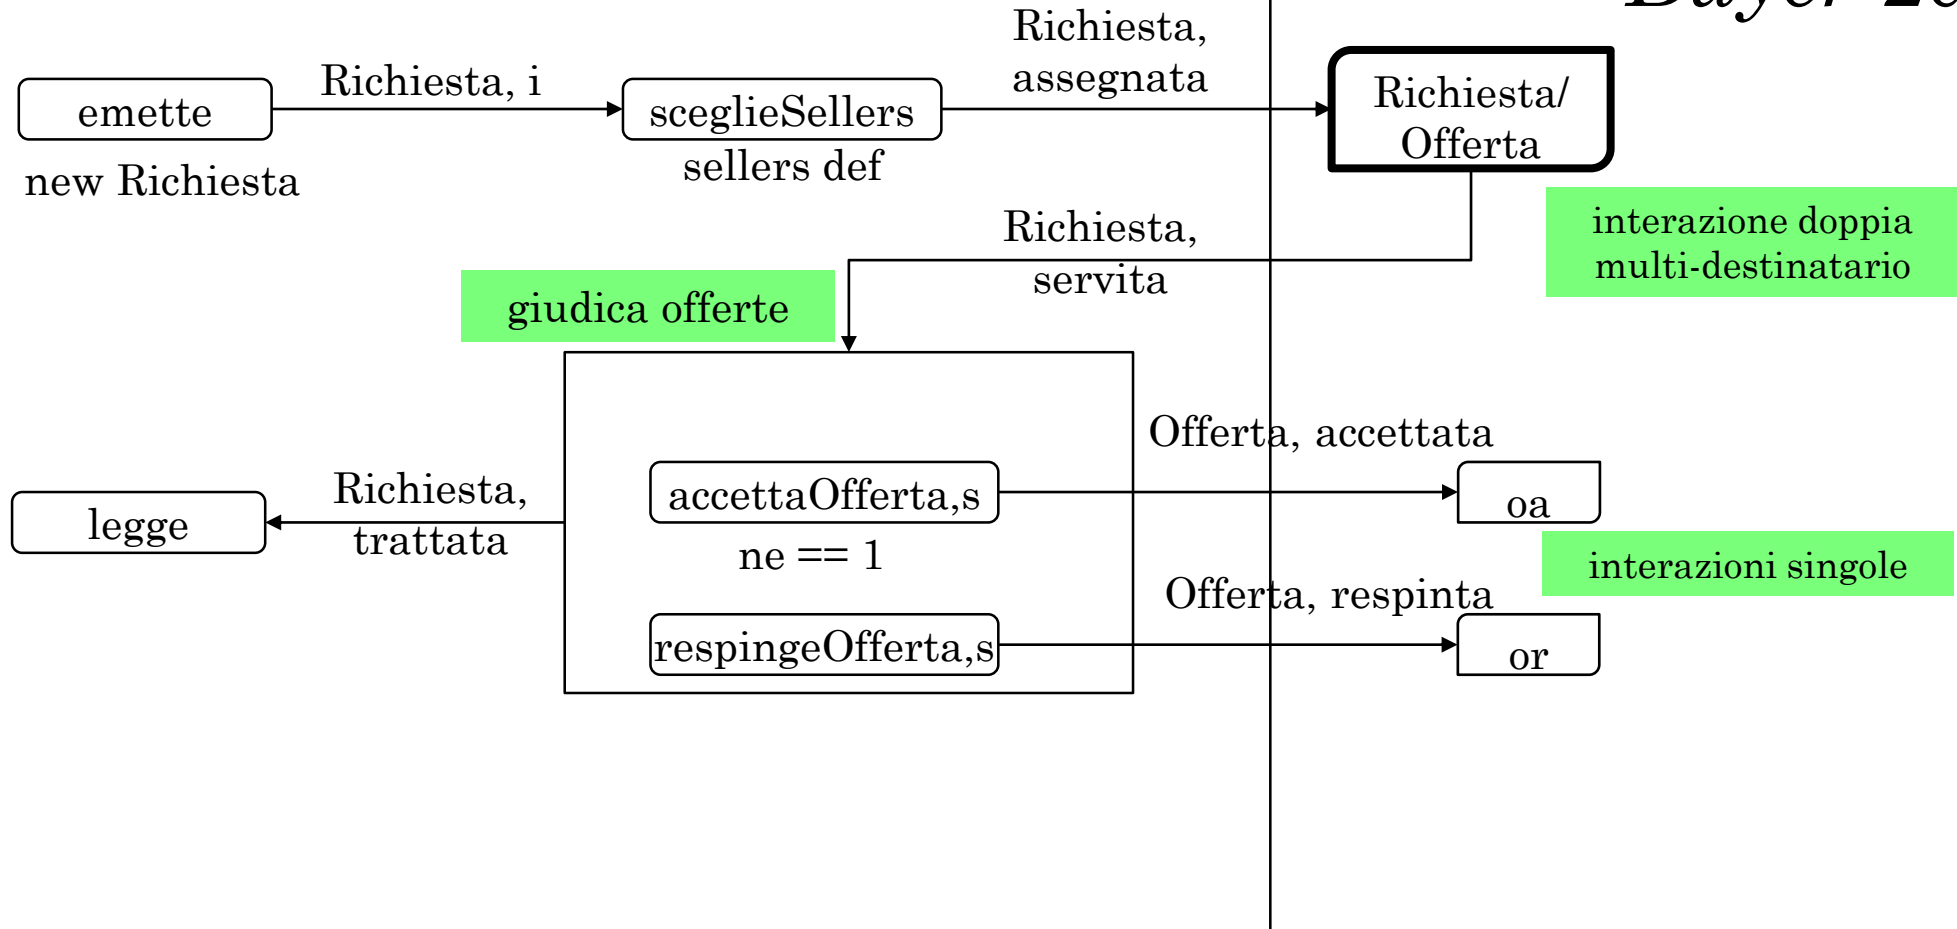 Richiesta,
assegnata
Richiesta, i
emette
sceglieSellers
Richiesta/
Offerta
new Richiesta
sellers def
Richiesta,
servita
interazione doppia
multi-destinatario
giudica offerte
Offerta, accettata
Richiesta,
trattata
legge
accettaOfferta,s
oa
ne == 1
interazioni singole
Offerta, respinta
respingeOfferta,s
or